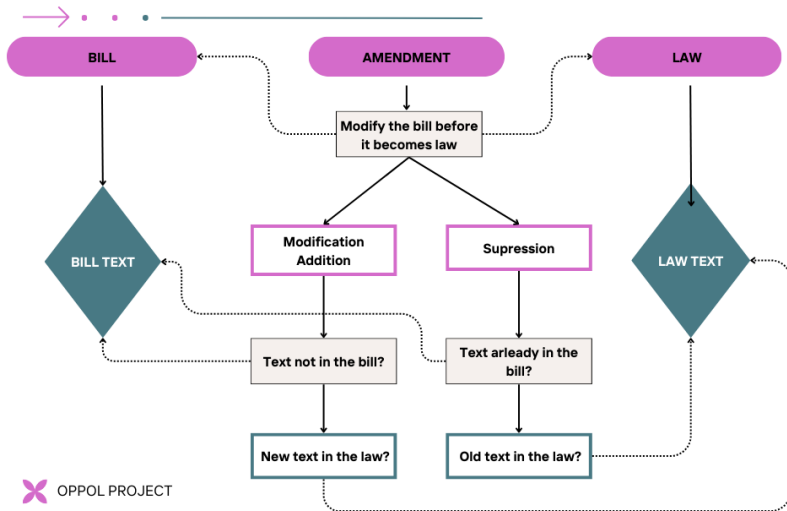 BILL
AMENDMENT
LAW
Modify the bill before
it becomes law
Modification
Addition
Supression
BILL TEXT
LAW TEXT
Text not in the bill?
Text arleady in the
bill?
New text in the law?
Old text in the law?
OPPOL PROJECT